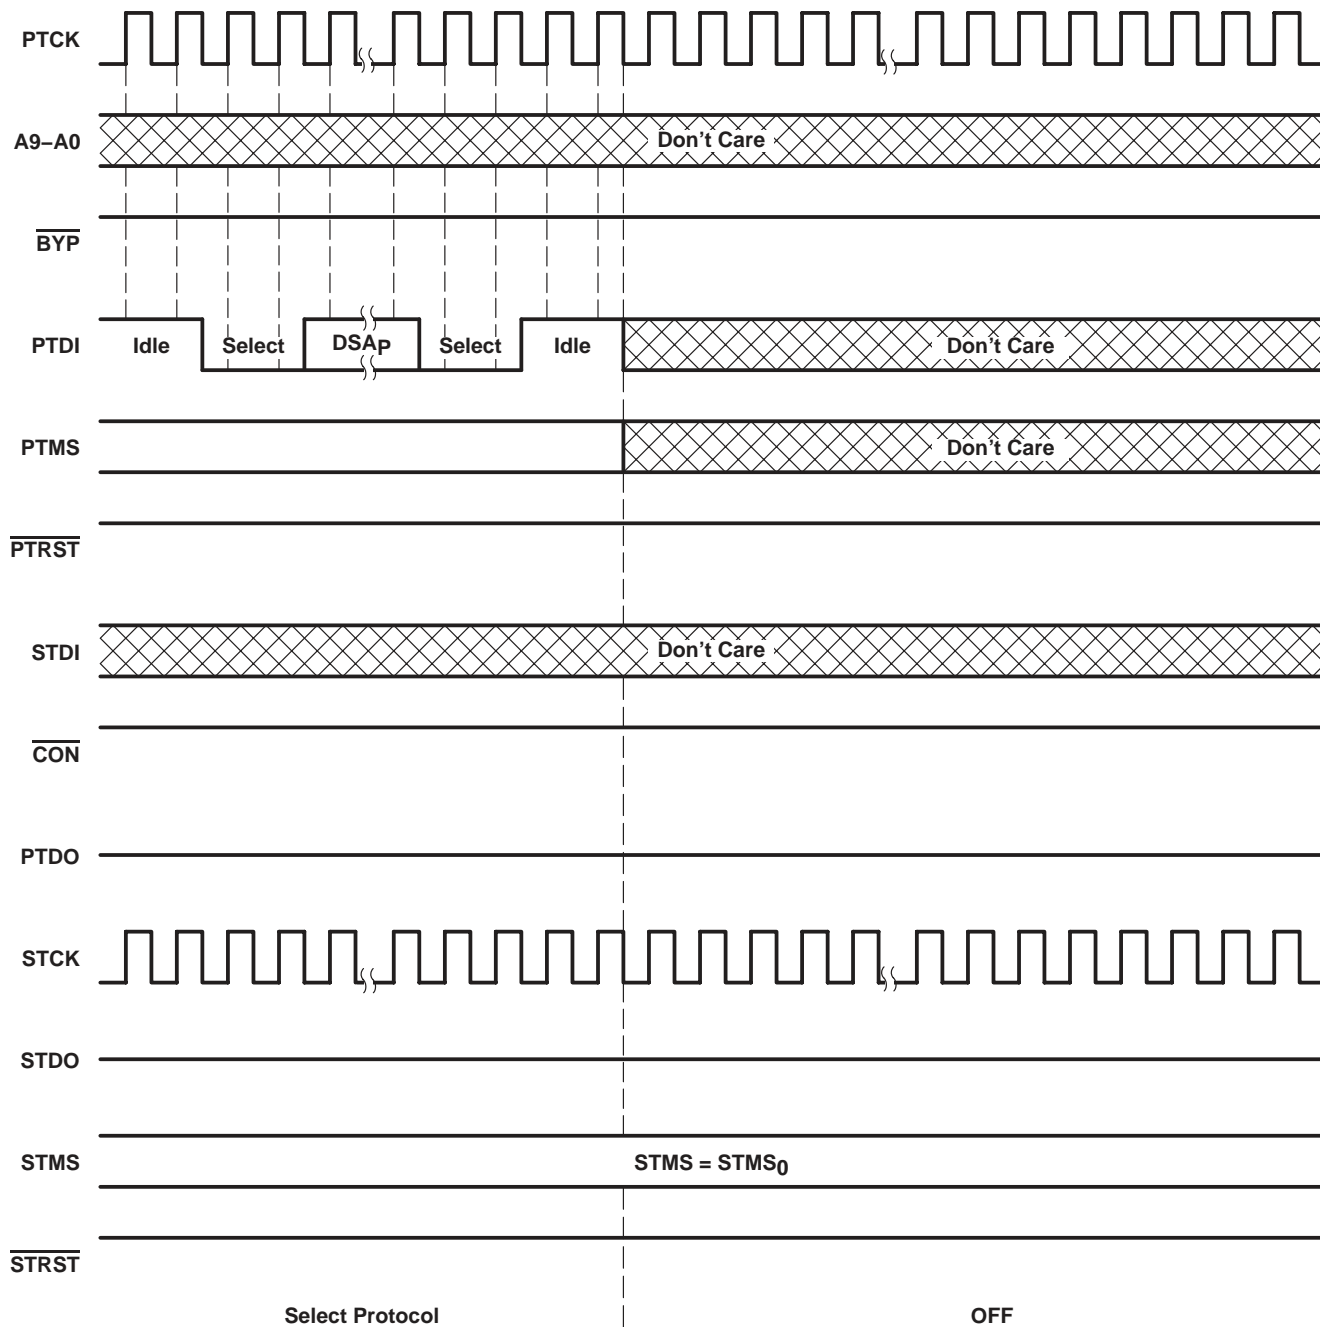 PTCK
A9–A0
Don't Care
BYP
PTDI
Idle
Select
DSAP
Select
Idle
Don't Care
PTMS
Don't Care
PTRST
STDI
Don't Care
CON
PTDO
STCK
STDO
STMS
STMS = STMS0
STRST
Select Protocol
OFF